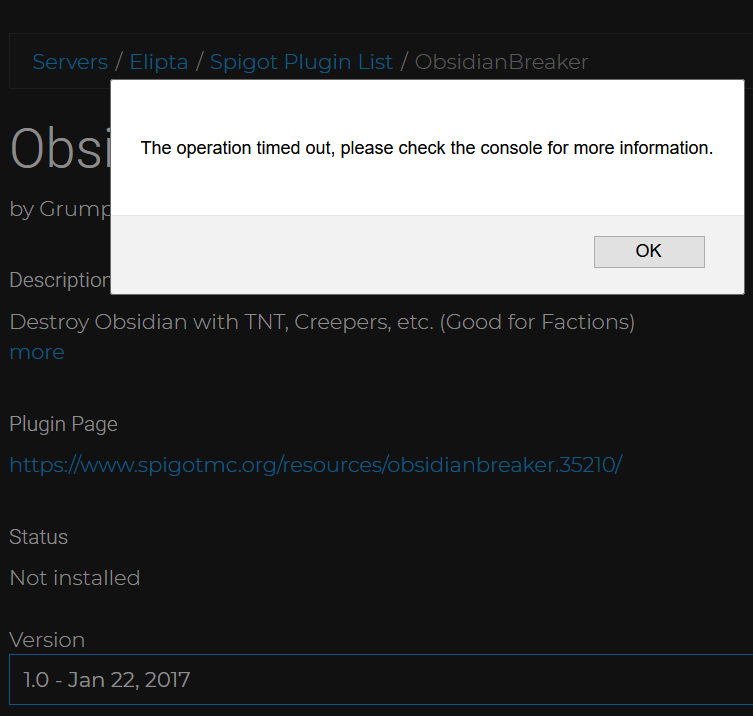 Servers / Elipta / Spigot Plugin List / ObsidianBreaker
The operation timed out, please check the console for more information.
OK
by
Description
Destroy Obsidian with TNT, Creepers, etc. (Good for Factions)
more
Plugin Page
https://www.spigotmc.org/resources/obsidianbreaker.35210/
Status
Not installed
Version
1.0 - Jan 22, 2017